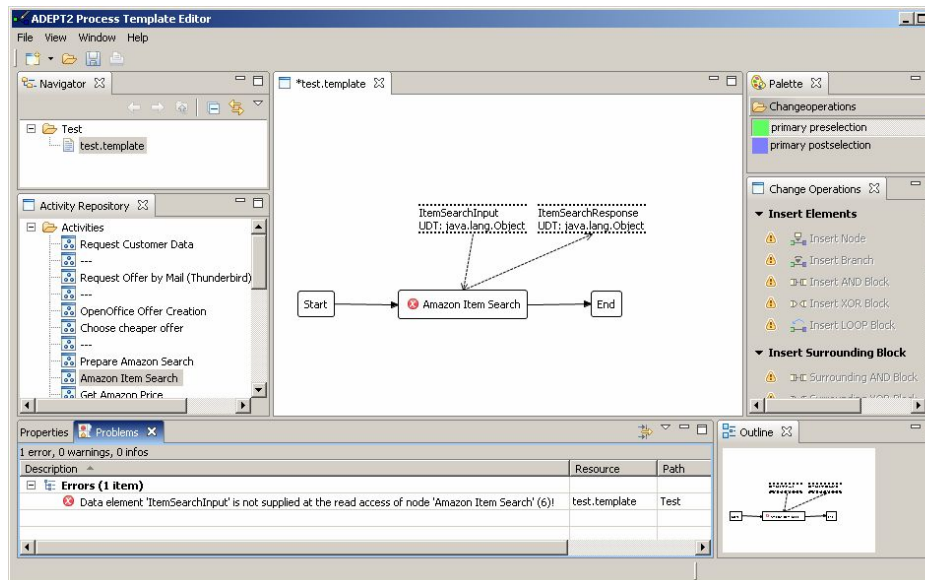 ADEPT2 Process Template Editor
File View Window Help
Navigator
Test
test.template
Activity Repository
Activities
Request Customer Data
---
Request Offer by Mail (Thunderbird)
---
OpenOffice Offer Creation
Choose cheaper offer
---
Prepare Amazon Search
Amazon Item Search
Get Amazon Price
*test.template
ItemSearchInput
UDT: java.lang.Object
ItemSearchResponse
UDT: java.lang.Object
Start
Amazon Item Search
End
Palette
Changeoperations
primary preselection
primary postselection
Change Operations
Insert Elements
Insert Node
Insert Branch
Insert AND Block
Insert XOR Block
Insert LOOP Block
Insert Surrounding Block
Surrounding AND Block
Surrounding XOR Block
Properties Problems
1 error, 0 warnings, 0 infos
Description Resource Path
Errors (1 item)
Data element 'ItemSearchInput' is not supplied at the read access of node 'Amazon Item Search' (6)! test.template Test
Outline